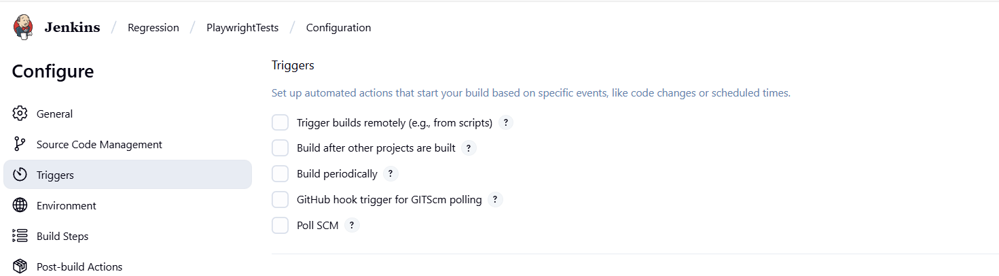 Jenkins / Regression / PlaywrightTests / Configuration
Configure
General
Source Code Management
Triggers
Environment
Build Steps
Post-build Actions
Triggers
Set up automated actions that start your build based on specific events, like code changes or scheduled times.
Trigger builds remotely (e.g., from scripts) ?
Build after other projects are built ?
Build periodically ?
GitHub hook trigger for GITScm polling ?
Poll SCM ?